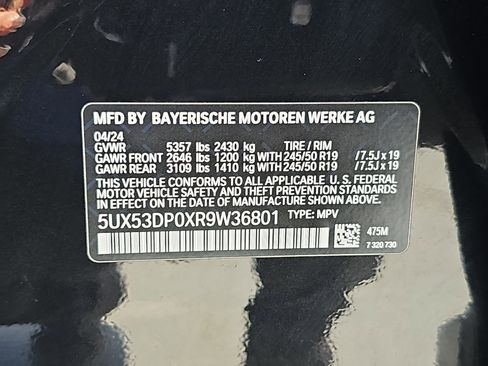 MFD BY BAYERISCHE MOTOREN WERKE AG
04/24
GVWR 5357 lbs 2430 kg TIRE / RIM
GAWR FRONT 2646 lbs 1200 kg WITH 245/50 R19 / 7.5J x 19
GAWR REAR 3109 lbs 1410 kg WITH 245/50 R19 / 7.5J x 19
THIS VEHICLE CONFORMS TO ALL APPLICABLE U. S. FEDERAL
MOTOR VEHICLE SAFETY AND THEFT PREVENTION STANDARDS
IN EFFECT ON THE DATE OF MANUFACTURE SHOWN ABOVE.
5UX53DP0XR9W36801 TYPE: MPV
475M
7 320 730